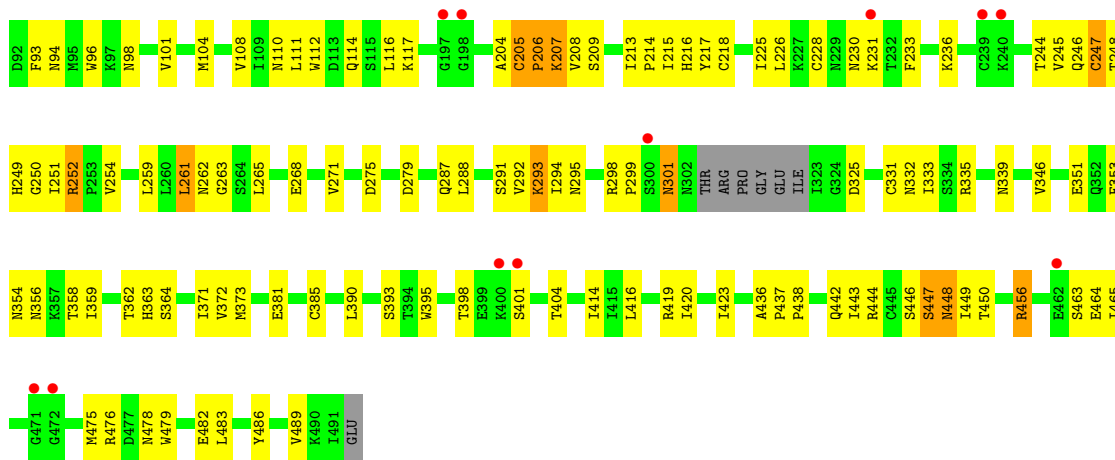 D92 F93 N94 M95 W96 K97 N98 V101 M104 V108 I109 N110 L111 W112 D113 Q114 S115 L116 K117 G197 G198 A204 C205 P206 K207 V208 S209 I213 P214 I215 H216 Y217 C218 I225 L226 K227 C228 N229 N230 K231 T232 F233 K236 C239 K240 T244 V245 Q246 C247 T248
H249 G250 I251 R252 P253 V254 L259 L260 L261 N262 G263 S264 L265 E268 V271 D275 D279 Q287 L288 S291 V292 K293 I294 N295 R298 P299 S300 N301 N302 THR ARG PRO GLY GLU ILE I323 G324 D325 C331 N332 I333 S334 R335 N339 V346 E351 Q352
N354 N356 K357 T358 I359 T362 H363 S364 I371 V372 M373 E381 C385 L390 S393 T394 W395 T398 E399 K400 S401 T404 I414 I415 L416 R419 I420 I423 A436 P437 P438 Q442 I443 R444 C445 S446 S447 N448 I449 T450 R456 E462 S463 E464 I465
G471 G472 M475 R476 D477 N478 W479 E482 L483 Y486 V489 K490 I491 GLU